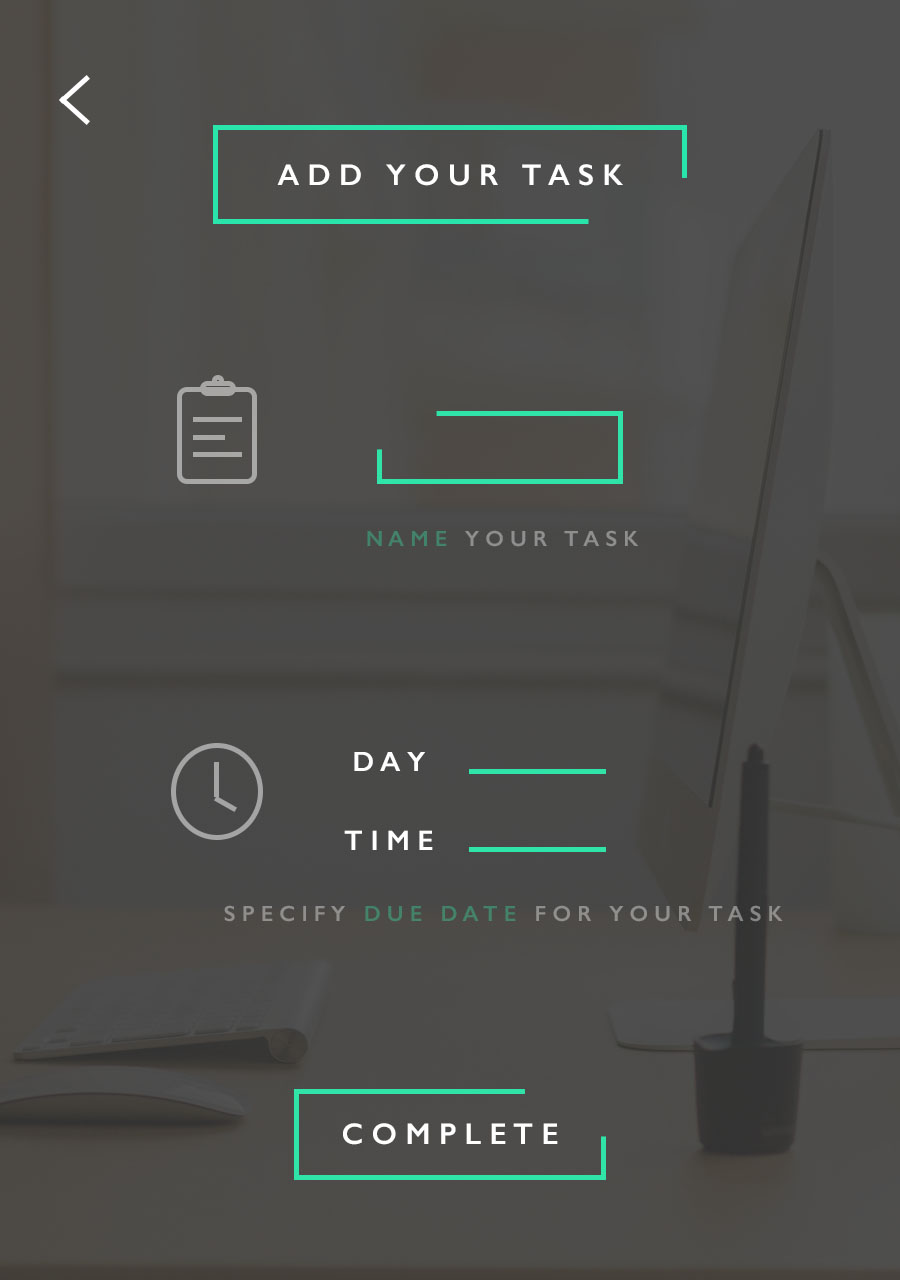 ADD YOUR TASK
NAME YOUR TASK
DAY
TIME
SPECIFY DUE DATE FOR YOUR TASK
COMPLETE